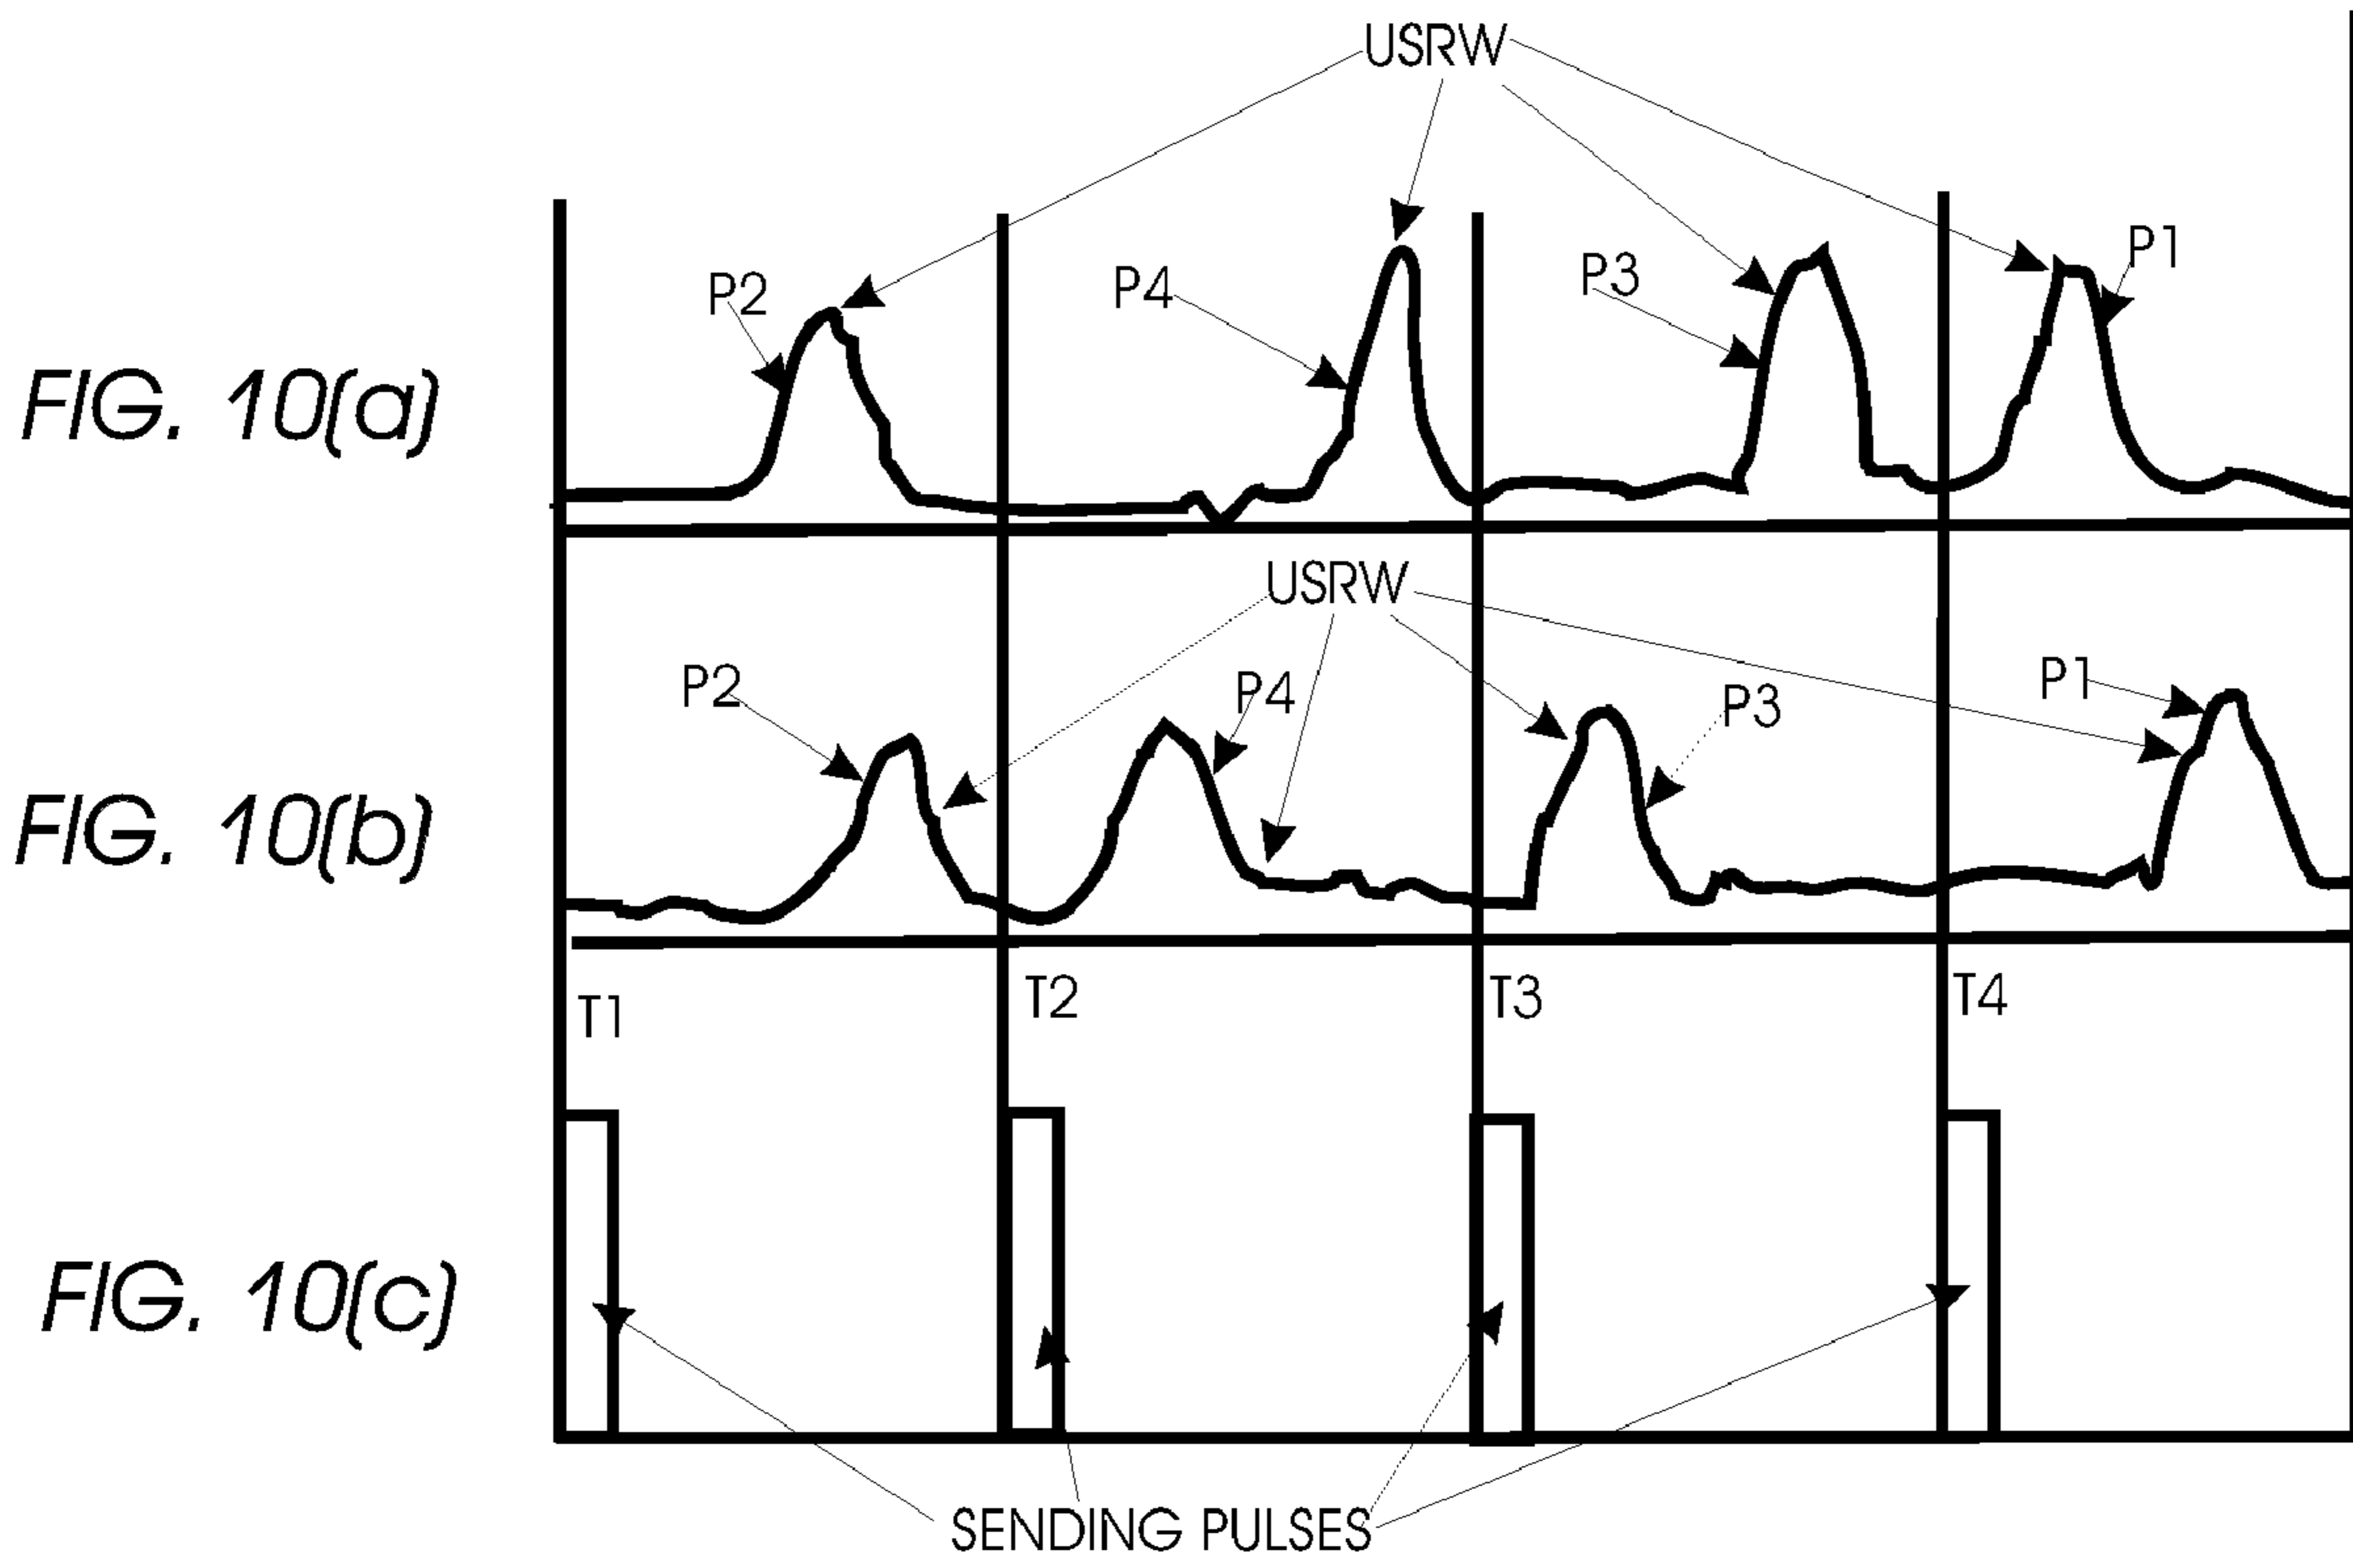 USRW
P2
P4
P3
P1
FIG. 10(a)
USRW
P2
P4
P3
P1
FIG. 10(b)
T1
T2
T3
T4
FIG. 10(c)
SENDING PULSES